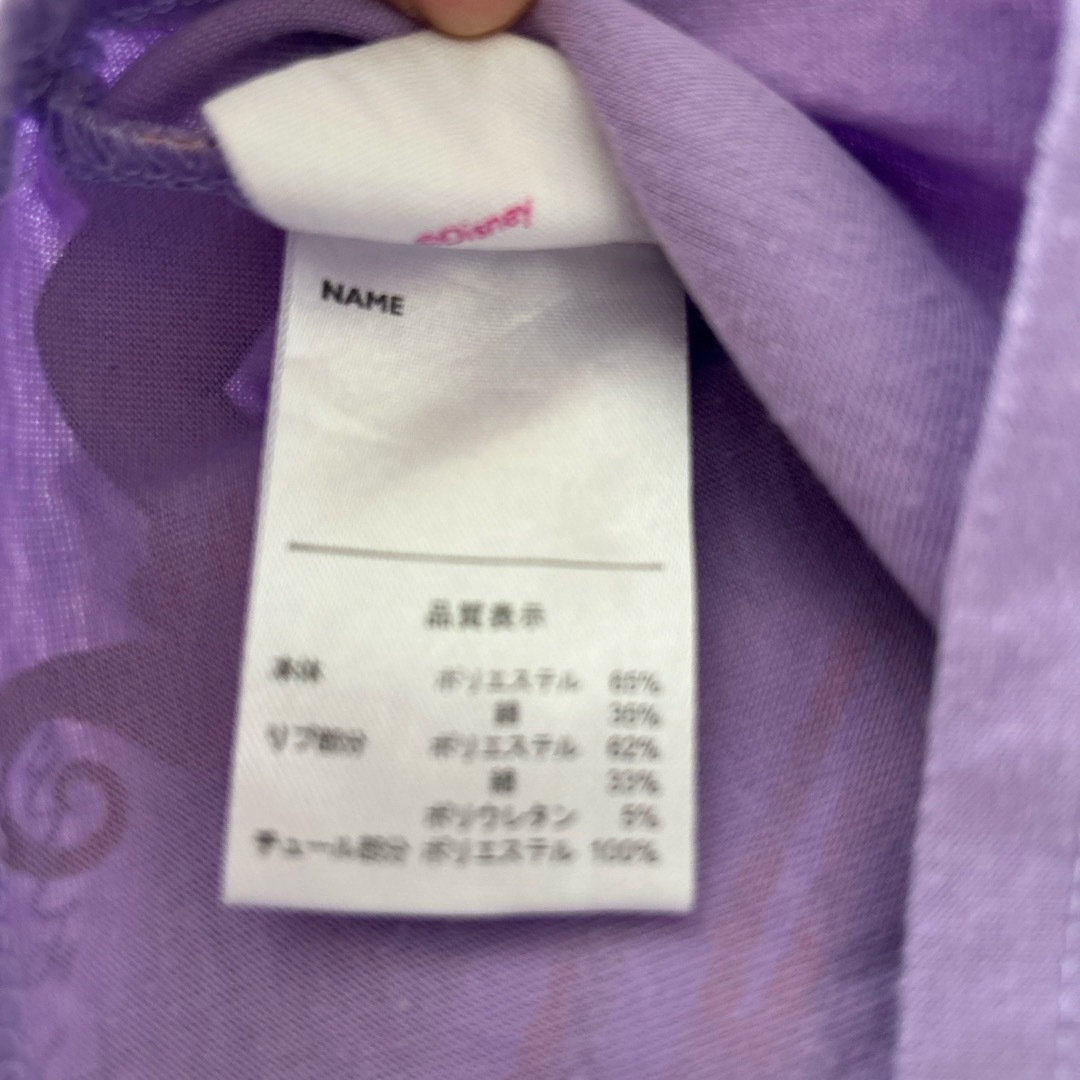 ©Disney
NAME
品質表示
本体 ポリエステル 65%
綿 35%
リブ部分 ポリエステル 62%
綿 33%
ポリウレタン 5%
チュール部分 ポリエステル 100%